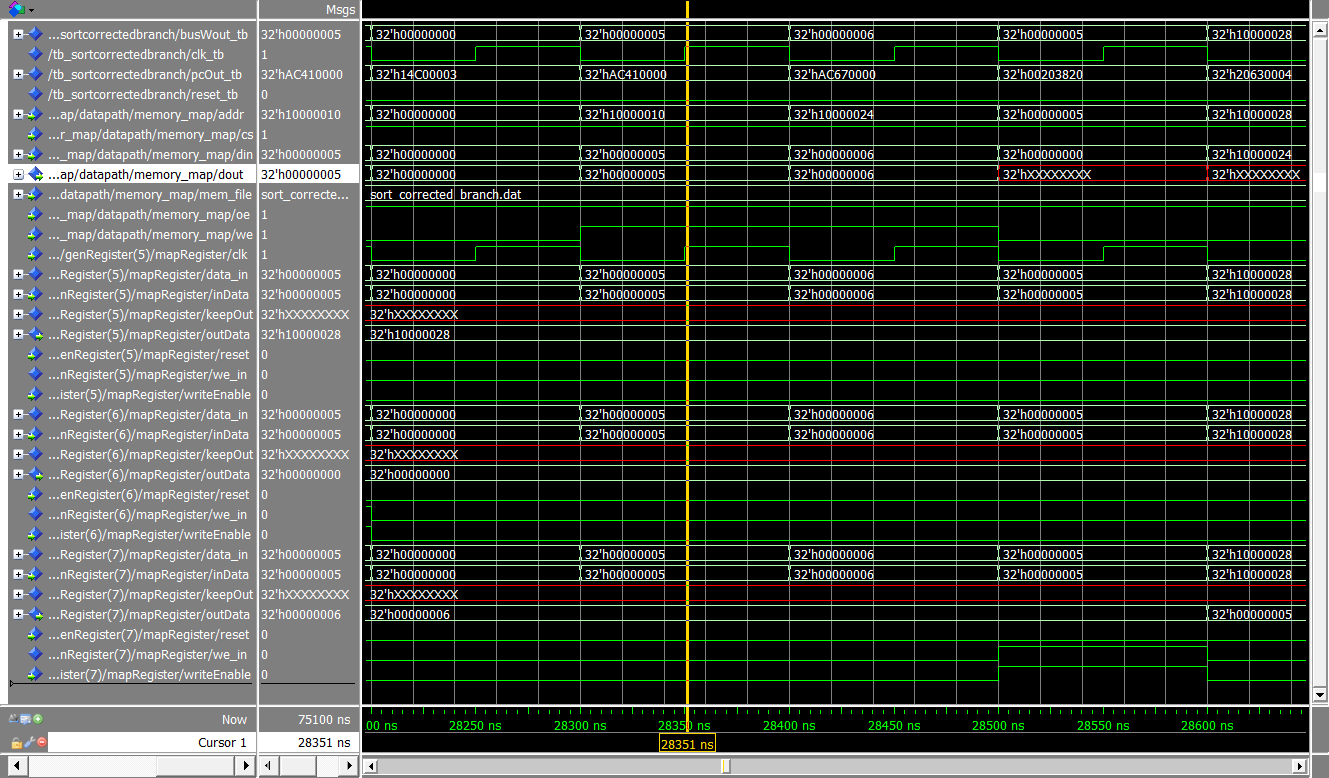 Msgs
...sortcorrectedbranch/busWout_tb 32'h00000005 32'h00000000 32'h00000005 32'h00000006 32'h00000005 32'h10000028
/tb_sortcorrectedbranch/clk_tb 1
/tb_sortcorrectedbranch/pcOut_tb 32'hAC410000 32'h14C00003 32'hAC410000 32'hAC670000 32'h00203820 32'h20630004
/tb_sortcorrectedbranch/reset_tb 0
...ap/datapath/memory_map/addr 32'h10000010 32'h00000000 32'h10000010 32'h10000024 32'h00000005 32'h10000028
...r_map/datapath/memory_map/cs 1
..._map/datapath/memory_map/din 32'h00000005 32'h00000000 32'h00000005 32'h00000006 32'h00000000 32'h10000024
...ap/datapath/memory_map/dout 32'h00000005 32'h00000000 32'h00000005 32'h00000006 32'hXXXXXXXX 32'hXXXXXXXX
...datapath/memory_map/mem_file sort_correcte... sort_corrected_branch.dat
..._map/datapath/memory_map/oe 1
..._map/datapath/memory_map/we 1
.../genRegister(5)/mapRegister/clk 1
...Register(5)/mapRegister/data_in 32'h00000005 32'h00000000 32'h00000005 32'h00000006 32'h00000005 32'h10000028
...nRegister(5)/mapRegister/inData 32'h00000005 32'h00000000 32'h00000005 32'h00000006 32'h00000005 32'h10000028
...Register(5)/mapRegister/keepOut 32'hXXXXXXXX 32'hXXXXXXXX
...Register(5)/mapRegister/outData 32'h10000028 32'h10000028
...enRegister(5)/mapRegister/reset 0
...nRegister(5)/mapRegister/we_in 0
...ister(5)/mapRegister/writeEnable 0
...Register(6)/mapRegister/data_in 32'h00000005 32'h00000000 32'h00000005 32'h00000006 32'h00000005 32'h10000028
...nRegister(6)/mapRegister/inData 32'h00000005 32'h00000000 32'h00000005 32'h00000006 32'h00000005 32'h10000028
...Register(6)/mapRegister/keepOut 32'hXXXXXXXX 32'hXXXXXXXX
...Register(6)/mapRegister/outData 32'h00000000 32'h00000000
...enRegister(6)/mapRegister/reset 0
...nRegister(6)/mapRegister/we_in 0
...ister(6)/mapRegister/writeEnable 0
...Register(7)/mapRegister/data_in 32'h00000005 32'h00000000 32'h00000005 32'h00000006 32'h00000005 32'h10000028
...nRegister(7)/mapRegister/inData 32'h00000005 32'h00000000 32'h00000005 32'h00000006 32'h00000005 32'h10000028
...Register(7)/mapRegister/keepOut 32'hXXXXXXXX 32'hXXXXXXXX
...Register(7)/mapRegister/outData 32'h00000006 32'h00000006 32'h00000005
...enRegister(7)/mapRegister/reset 0
...nRegister(7)/mapRegister/we_in 0
...ister(7)/mapRegister/writeEnable 0
Now 75100 ns 00 ns 28250 ns 28300 ns 28350 ns 28400 ns 28450 ns 28500 ns 28550 ns 28600 ns
Cursor 1 28351 ns 28351 ns